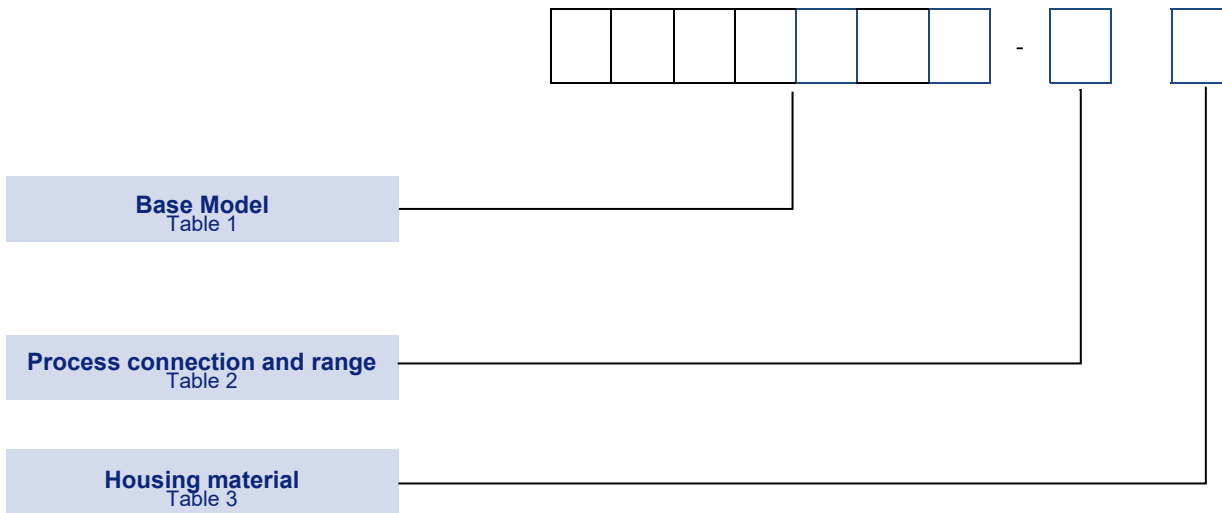 -
Base Model
Table 1
Process connection and range
Table 2
Housing material
Table 3